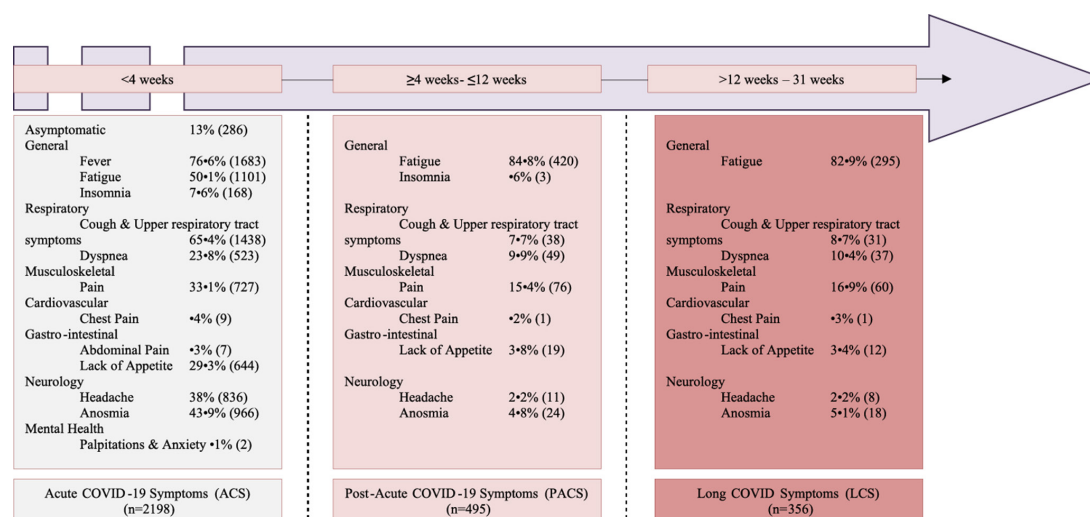 <4 weeks
≥4 weeks- ≤12 weeks
>12 weeks – 31 weeks
Asymptomatic 13% (286)
General
Fever 76•6% (1683)
Fatigue 50•1% (1101)
Insomnia 7•6% (168)
Respiratory
Cough & Upper respiratory tract
symptoms 65•4% (1438)
Dyspnea 23•8% (523)
Musculoskeletal
Pain 33•1% (727)
Cardiovascular
Chest Pain •4% (9)
Gastro-intestinal
Abdominal Pain •3% (7)
Lack of Appetite 29•3% (644)
Neurology
Headache 38% (836)
Anosmia 43•9% (966)
Mental Health
Palpitations & Anxiety •1% (2)
Acute COVID-19 Symptoms (ACS)
(n=2198)
General
Fatigue 84•8% (420)
Insomnia •6% (3)
Respiratory
Cough & Upper respiratory tract
symptoms 7•7% (38)
Dyspnea 9•9% (49)
Musculoskeletal
Pain 15•4% (76)
Cardiovascular
Chest Pain •2% (1)
Gastro-intestinal
Lack of Appetite 3•8% (19)
Neurology
Headache 2•2% (11)
Anosmia 4•8% (24)
Post-Acute COVID-19 Symptoms (PACS)
(n=495)
General
Fatigue 82•9% (295)
Respiratory
Cough & Upper respiratory tract
symptoms 8•7% (31)
Dyspnea 10•4% (37)
Musculoskeletal
Pain 16•9% (60)
Cardiovascular
Chest Pain •3% (1)
Gastro-intestinal
Lack of Appetite 3•4% (12)
Neurology
Headache 2•2% (8)
Anosmia 5•1% (18)
Long COVID Symptoms (LCS)
(n=356)